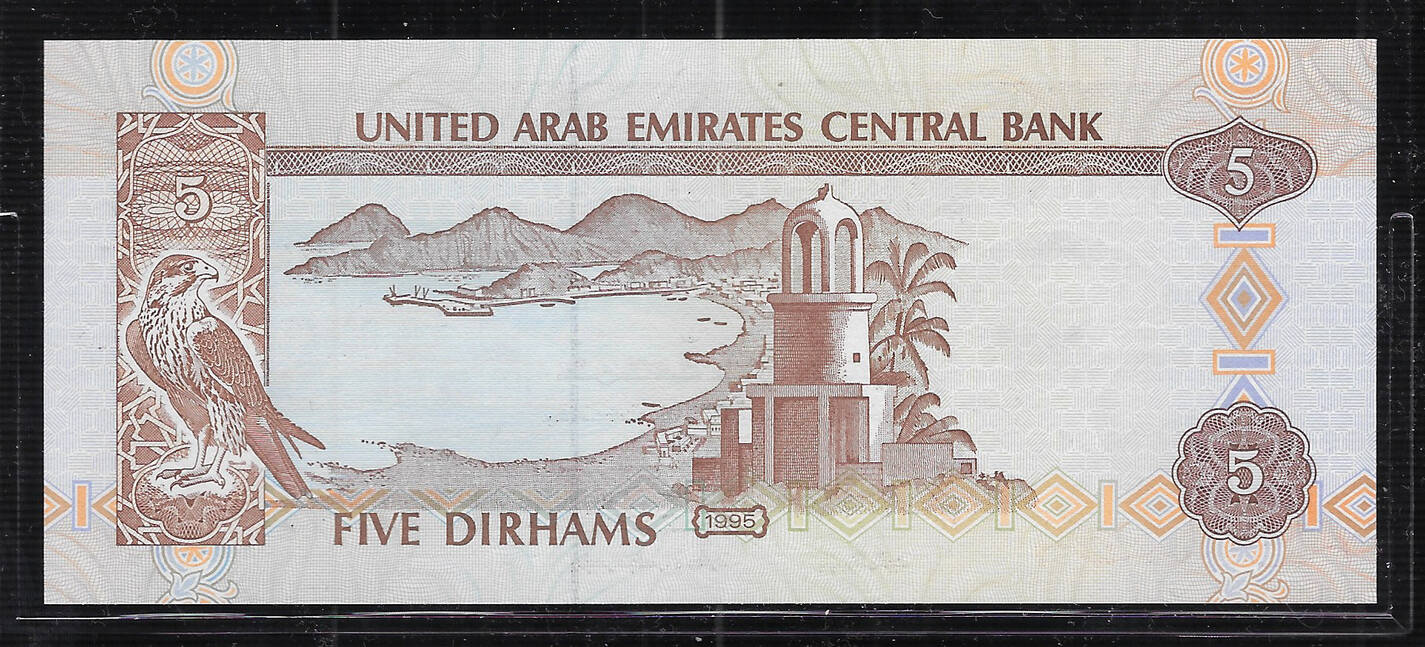 UNITED ARAB EMIRATES CENTRAL BANK
5
5
FIVE DIRHAMS
1995
5